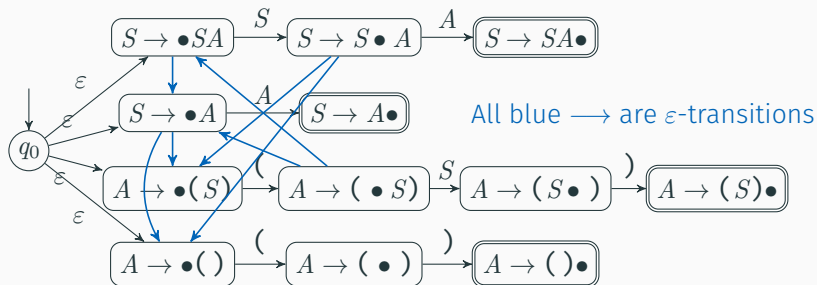 S
A
S → •SA
S → S• A
S → SA•
ε
A
S → •A
S → A•
All blue ⟶ are ε-transitions
ε
q₀
(
S
)
A → •(S)
A → ( • S)
A → (S• )
A → (S)•
ε
ε
(
)
A → •()
A → ( • )
A → ()•